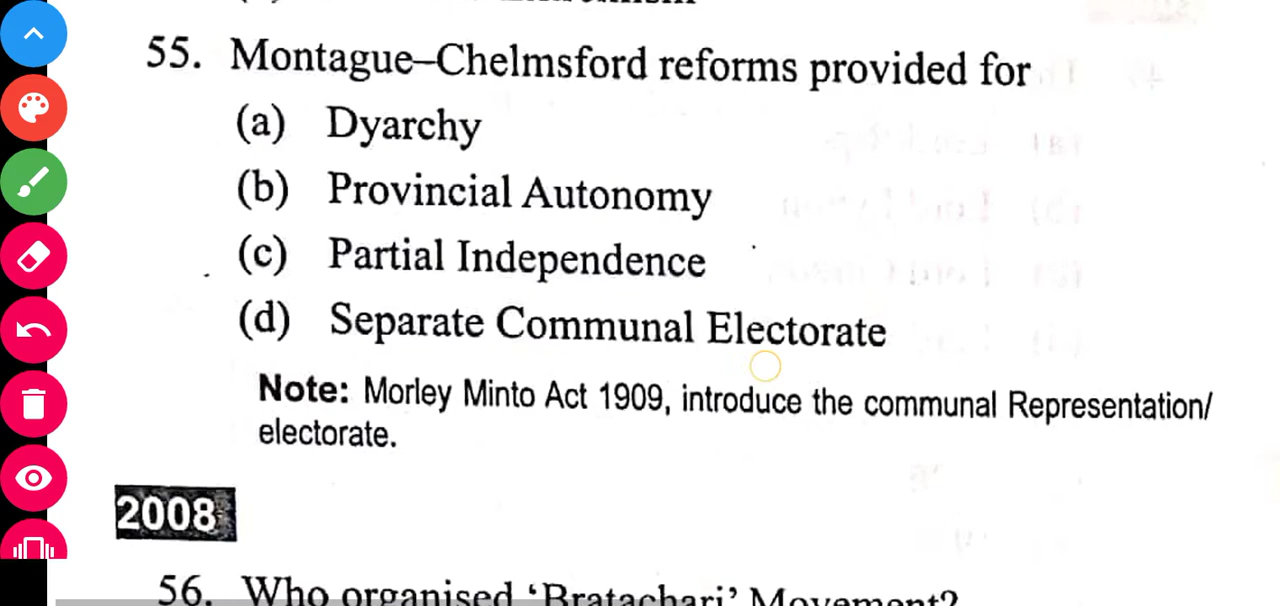 55. Montague–Chelmsford reforms provided for
(a) Dyarchy
(b) Provincial Autonomy
(c) Partial Independence
(d) Separate Communal Electorate
Note: Morley Minto Act 1909, introduce the communal Representation/
electorate.
2008
56. Who organised ‘Bratachari’ Movement?